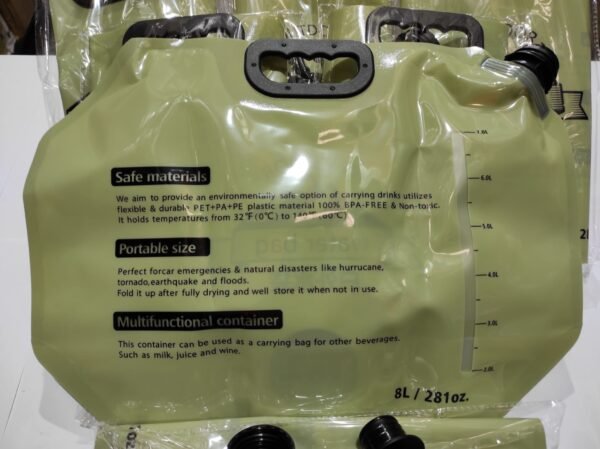 Safe materials
We aim to provide an environmentally safe option of carrying drinks utilizes
flexible & durable PET+PA+PE plastic material 100% BPA-FREE & Non-toxic.
It holds temperatures from 32°F(0°C) to 140°F(60°C)
Portable size
Perfect forcar emergencies & natural disasters like hurrucane,
tornado,earthquake and floods.
Fold it up after fully drying and well store it when not in use.
Multifunctional container
This container can be used as a carrying bag for other beverages.
Such as milk, juice and wine.
6.0L
5.0L
4.0L
3.0L
2.0L
8L / 281oz.